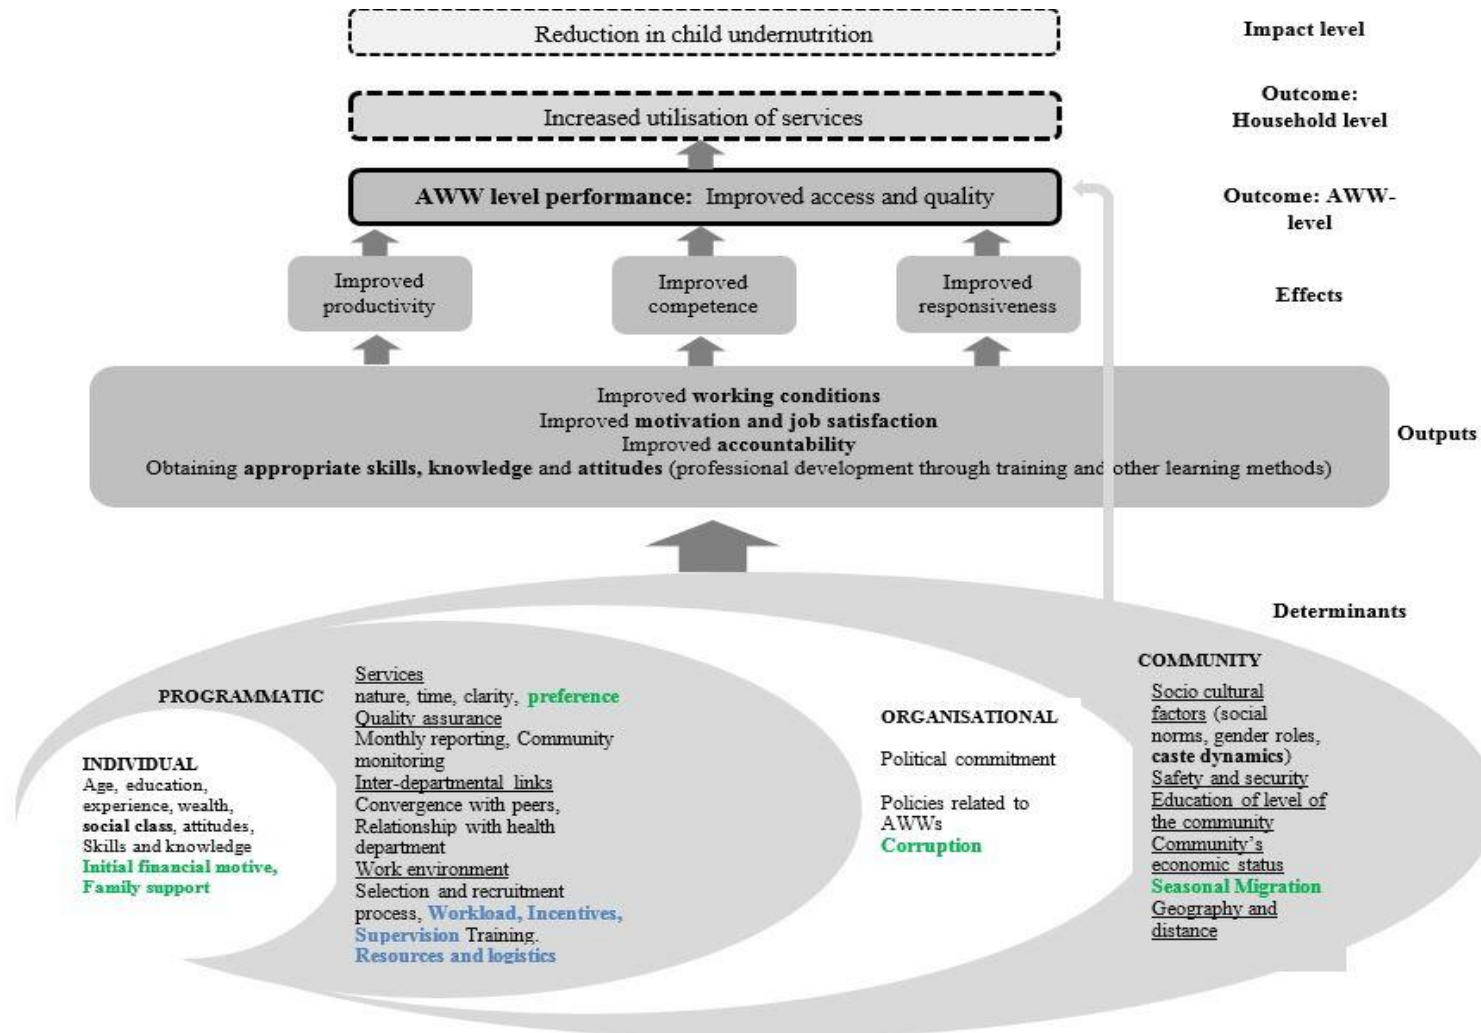 Reduction in child undernutrition
Impact level
Increased utilisation of services
Outcome:
Household level
AWW level performance: Improved access and quality
Outcome: AWW-
level
Improved
productivity
Improved
competence
Improved
responsiveness
Effects
Improved working conditions
Improved motivation and job satisfaction
Improved accountability
Obtaining appropriate skills, knowledge and attitudes (professional development through training and other learning methods)
Outputs
Determinants
INDIVIDUAL
Age, education,
experience, wealth,
social class, attitudes,
Skills and knowledge
Initial financial motive,
Family support
PROGRAMMATIC
Services
nature, time, clarity, preference
Quality assurance
Monthly reporting, Community
monitoring
Inter-departmental links
Convergence with peers,
Relationship with health
department
Work environment
Selection and recruitment
process, Workload, Incentives,
Supervision Training.
Resources and logistics
ORGANISATIONAL
Political commitment
Policies related to
AWWs
Corruption
COMMUNITY
Socio cultural
factors (social
norms, gender roles,
caste dynamics)
Safety and security
Education of level of
the community
Community's
economic status
Seasonal Migration
Geography and
distance